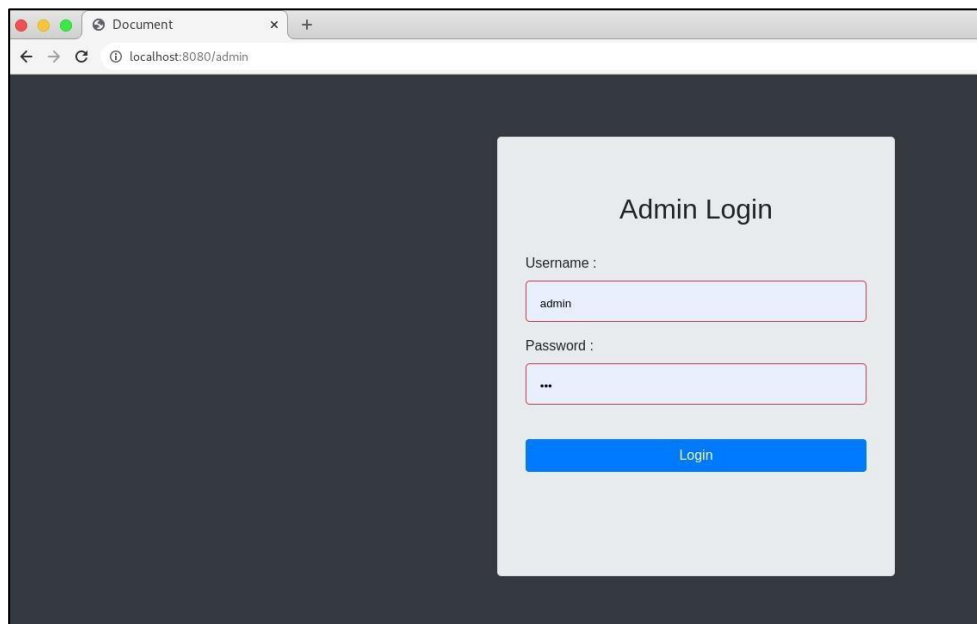 Document
localhost:8080/admin
Admin Login
Username :
admin
Password :
•••
Login